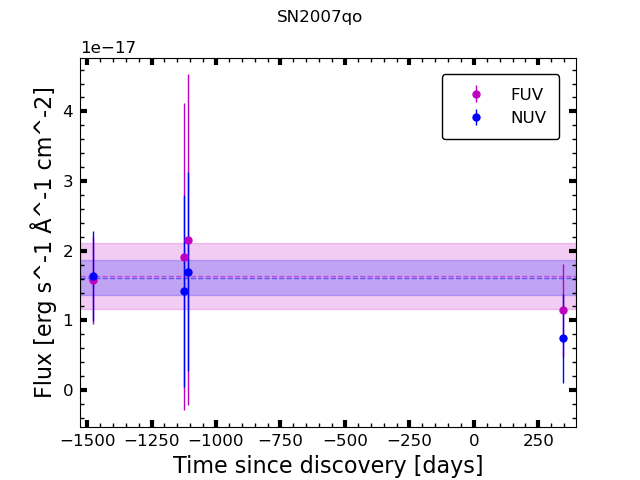 SN2007qo
1e−17
FUV
NUV
4
3
2
1
0
Flux [erg s^-1 Å^-1 cm^-2]
−1500 −1250 −1000 −750 −500 −250 0 250
Time since discovery [days]